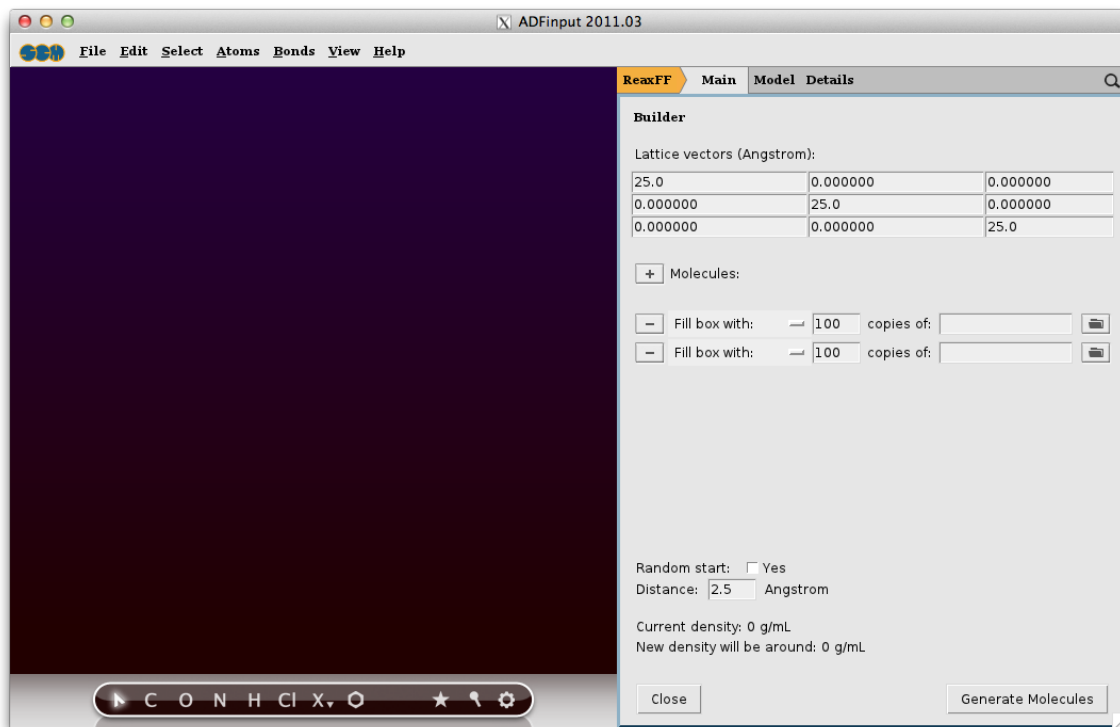 X ADFinput 2011.03
SCM File Edit Select Atoms Bonds View Help
ReaxFF Main Model Details
Builder
Lattice vectors (Angstrom):
25.0 0.000000 0.000000
0.000000 25.0 0.000000
0.000000 0.000000 25.0
+ Molecules:
− Fill box with: 100 copies of:
− Fill box with: 100 copies of:
Random start: Yes
Distance: 2.5 Angstrom
Current density: 0 g/mL
New density will be around: 0 g/mL
Close Generate Molecules
C O N H Cl X